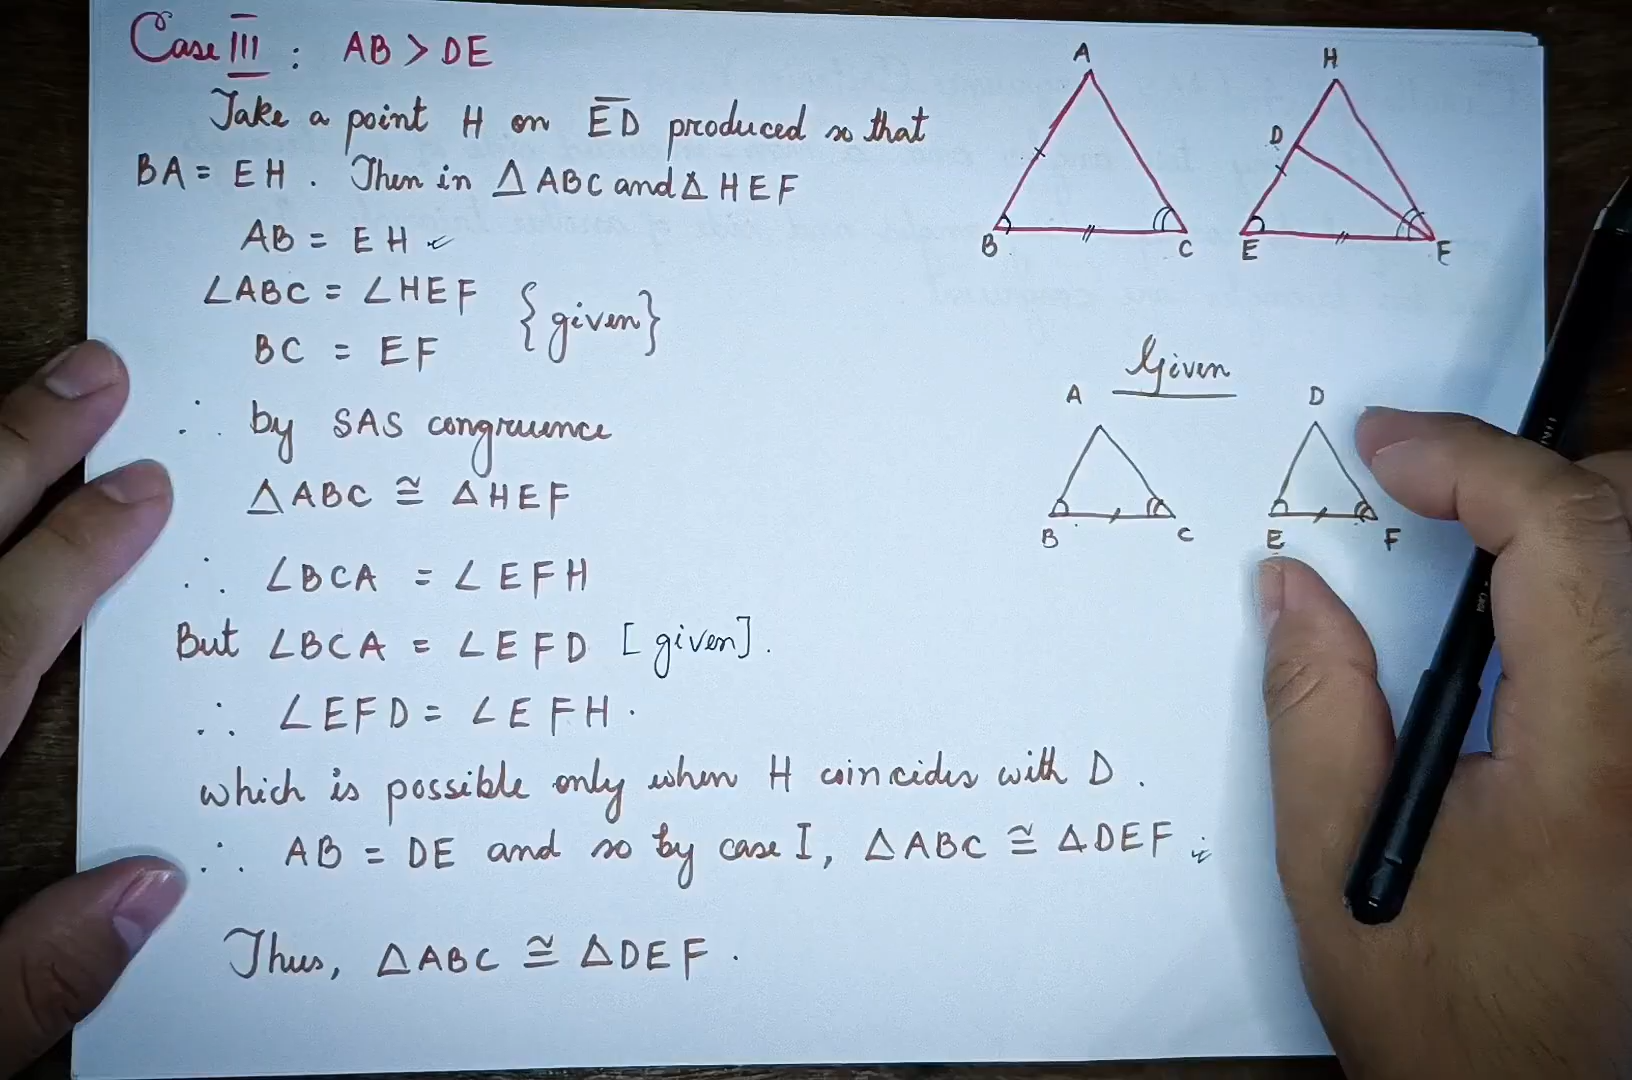 Case III : AB > DE
Take a point H on ED produced so that
BA = EH . Then in △ ABC and △ HEF
AB = EH
∠ABC = ∠HEF
{given}
BC = EF
∴ by SAS congruence
△ ABC ≅ △ HEF
∴ ∠BCA = ∠EFH
But ∠BCA = ∠EFD [given].
∴ ∠EFD = ∠EFH .
which is possible only when H coincides with D .
∴ AB = DE and so by case I, △ABC ≅ △DEF
Thus, △ABC ≅ △DEF .
A
B
C
H
D
E
F
Given
A
B
C
D
E
F